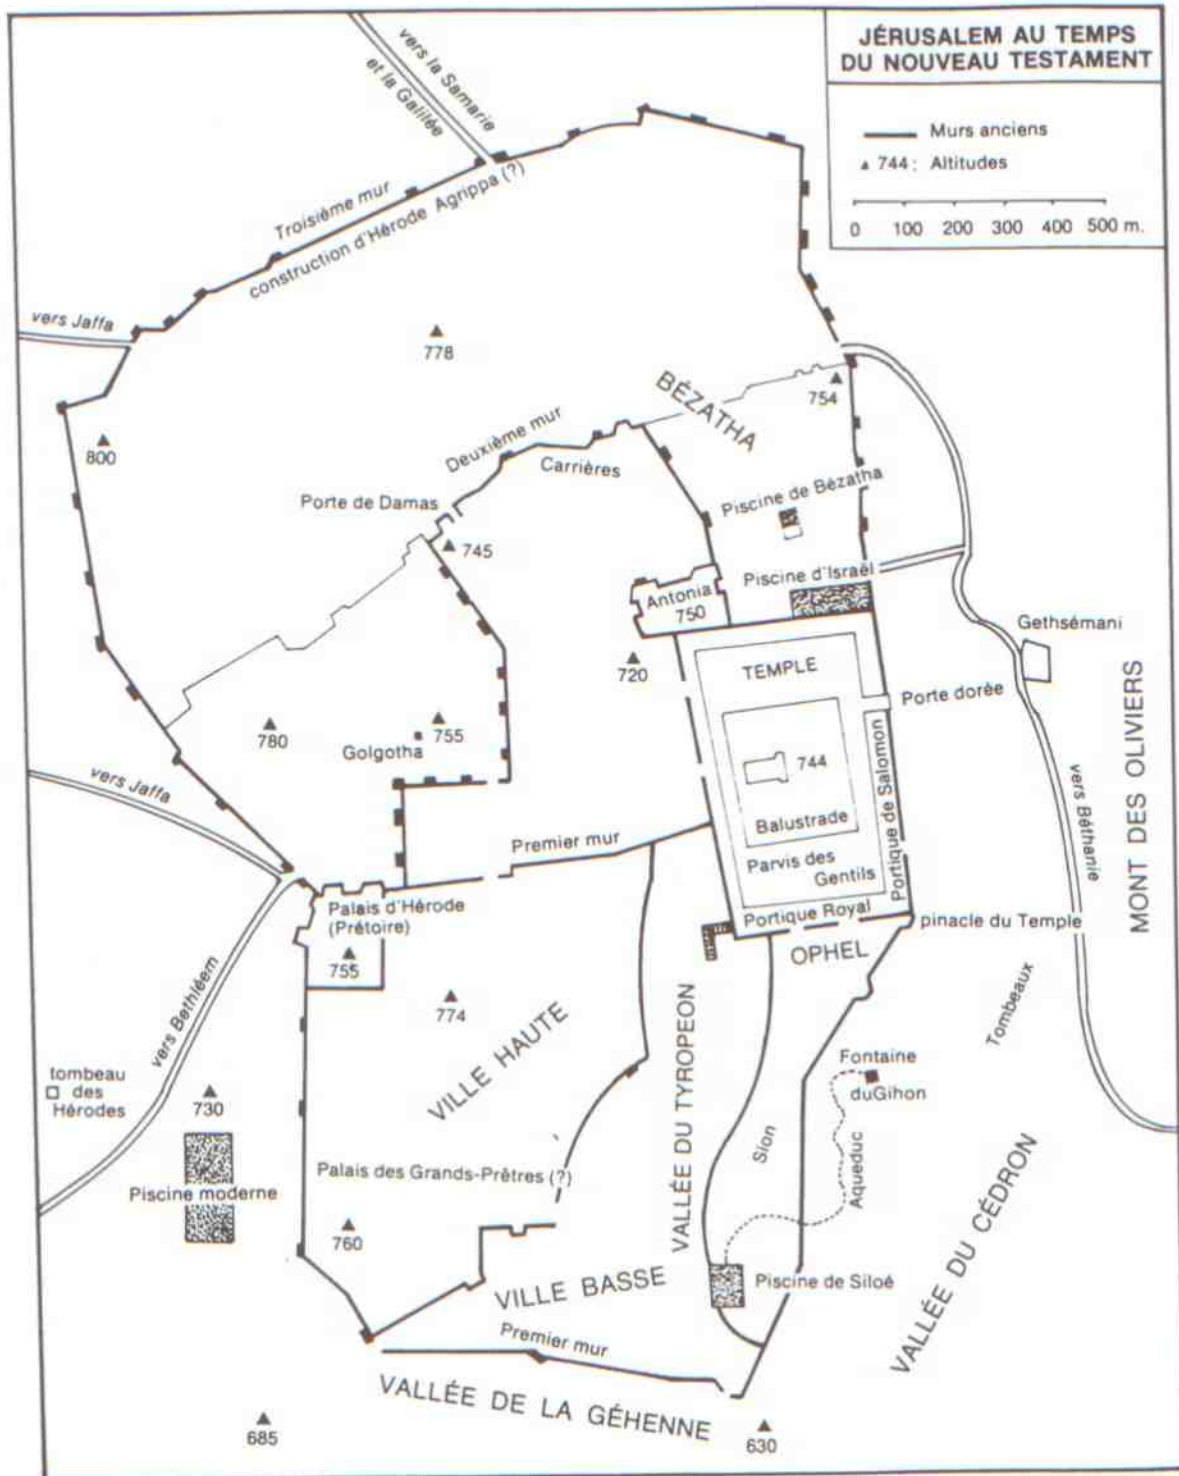 JÉRUSALEM AU TEMPS
DU NOUVEAU TESTAMENT
Murs anciens
▲ 744 : Altitudes
0 100 200 300 400 500 m.
vers la Samarie
et la Galilée
Troisième mur
construction d'Hérode Agrippa (?)
vers Jaffa
778
BÉZATHA
754
800
Deuxième mur
Carrières
Porte de Damas
745
Piscine de Bézatha
Piscine d'Israël
Antonia
750
Gethsémani
720
TEMPLE
Porte dorée
MONT DES OLIVIERS
780
755
Golgotha
744
Portique de Salomon
vers Béthanie
vers Jaffa
Balustrade
Premier mur
Parvis des
Gentils
Palais d'Hérode
(Prétoire)
Portique Royal
pinacle du Temple
755
OPHEL
774
vers Bethléem
VILLE HAUTE
VALLÉE DU TYROPEON
Tombeaux
Fontaine
duGihon
tombeau
des
Hérodes
730
Sion
Aqueduc
Palais des Grands-Prêtres (?)
Piscine moderne
VALLÉE DU CÉDRON
760
VILLE BASSE
Piscine de Siloé
Premier mur
VALLÉE DE LA GÉHENNE
685
630